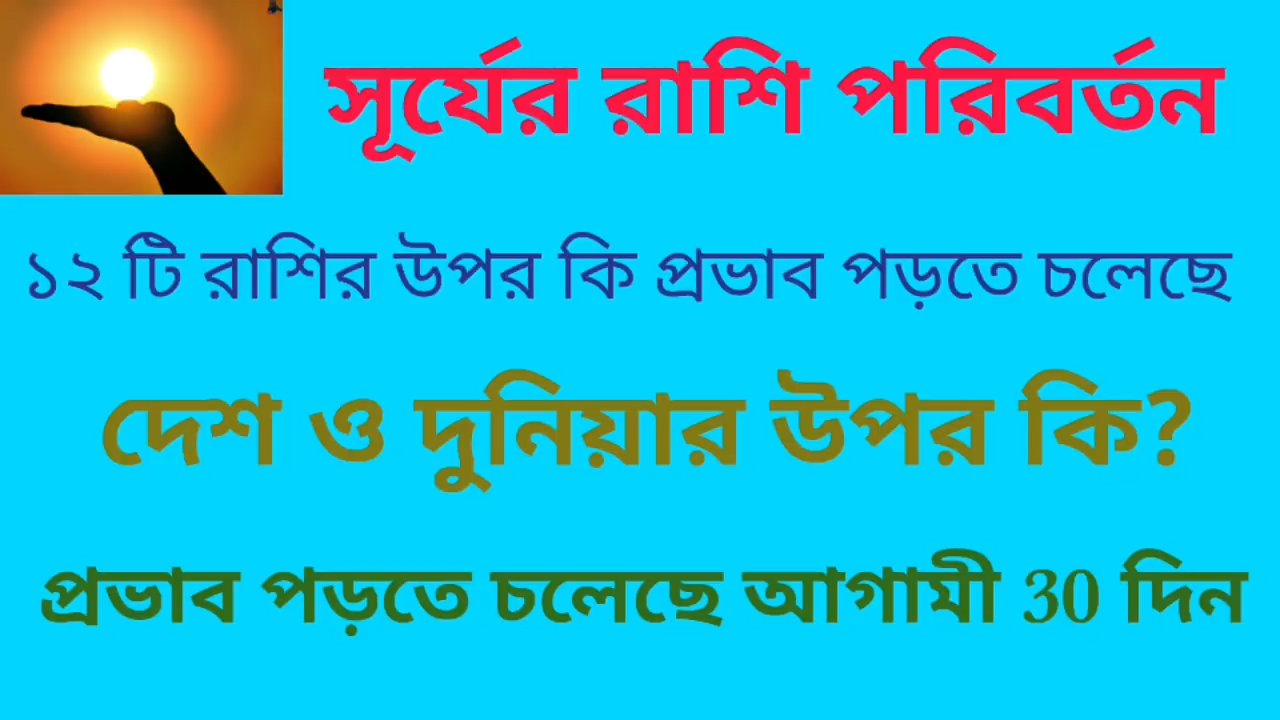 সূর্যের রাশি পরিবর্তন
১২ টি রাশির উপর কি প্রভাব পড়তে চলেছে
দেশ ও দুনিয়ার উপর কি?
প্রভাব পড়তে চলেছে আগামী 30 দিন